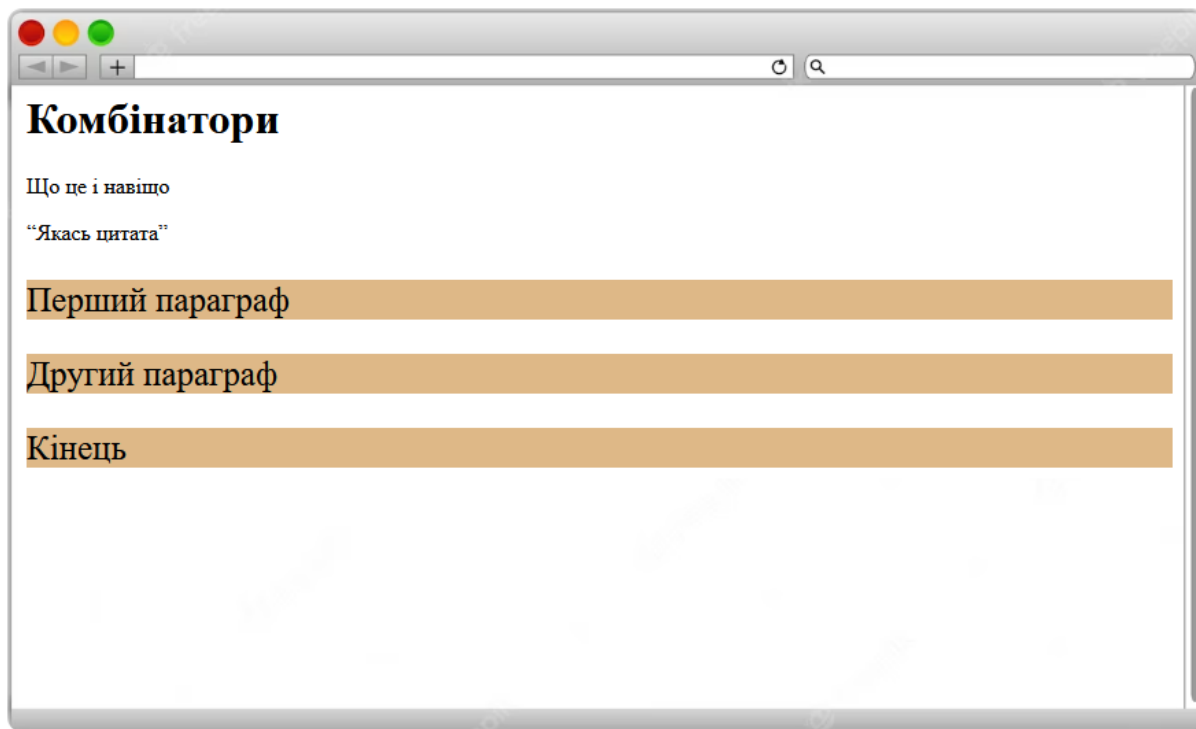 Комбінатори
Що це і навіщо
“Якась цитата”
Перший параграф
Другий параграф
Кінець